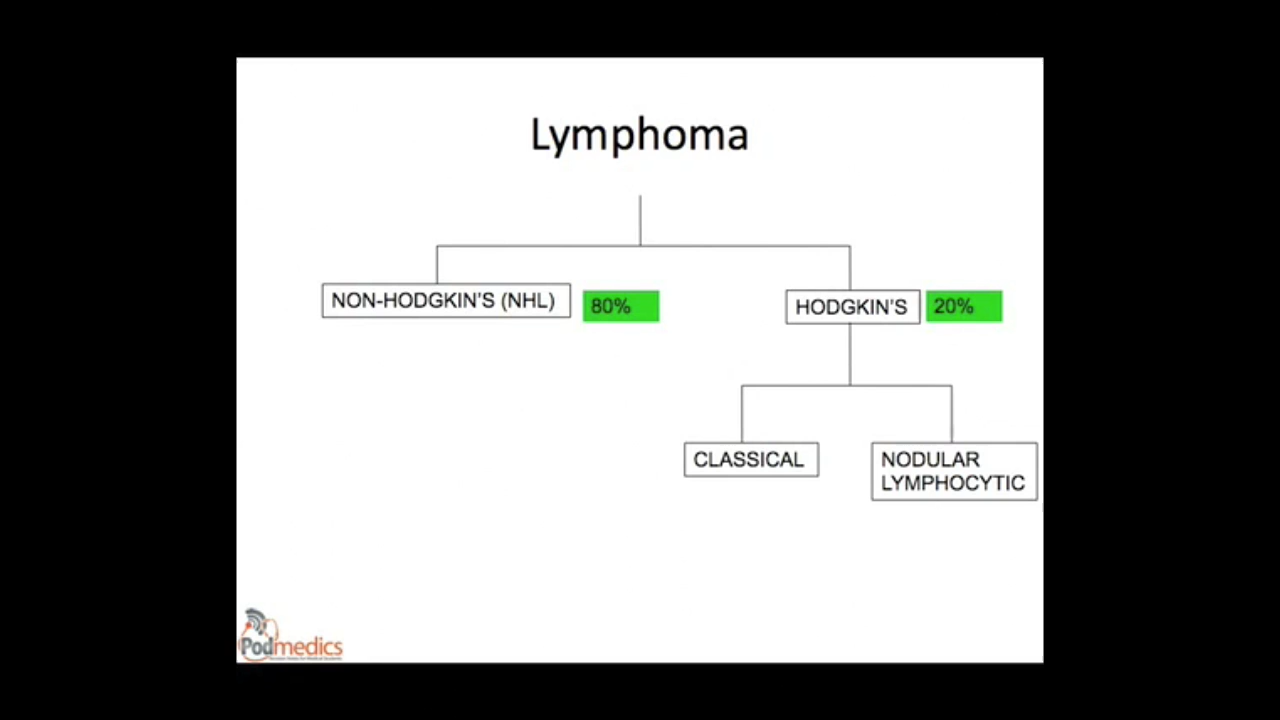 Lymphoma
NON-HODGKIN'S (NHL)
80%
HODGKIN'S
20%
CLASSICAL
NODULAR
LYMPHOCYTIC
Podmedics